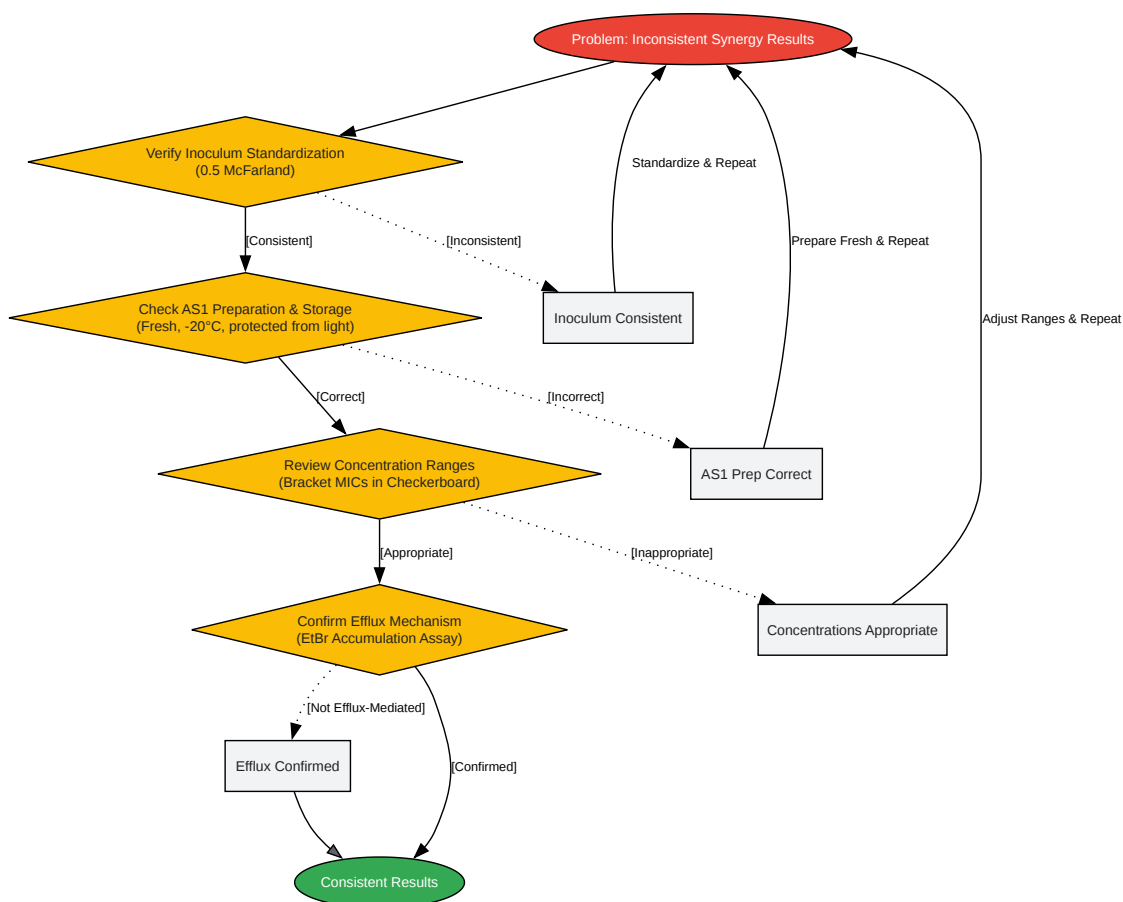 Problem: Inconsistent Synergy Results
Verify Inoculum Standardization
(0.5 McFarland)
Standardize & Repeat
[Consistent]
[Inconsistent]
Prepare Fresh & Repeat
Check AS1 Preparation & Storage
(Fresh, -20°C, protected from light)
Inoculum Consistent
Adjust Ranges & Repeat
[Correct]
[Incorrect]
Review Concentration Ranges
(Bracket MICs in Checkerboard)
AS1 Prep Correct
[Appropriate]
[Inappropriate]
Confirm Efflux Mechanism
(EtBr Accumulation Assay)
Concentrations Appropriate
[Not Efflux-Mediated]
Efflux Confirmed
[Confirmed]
Consistent Results